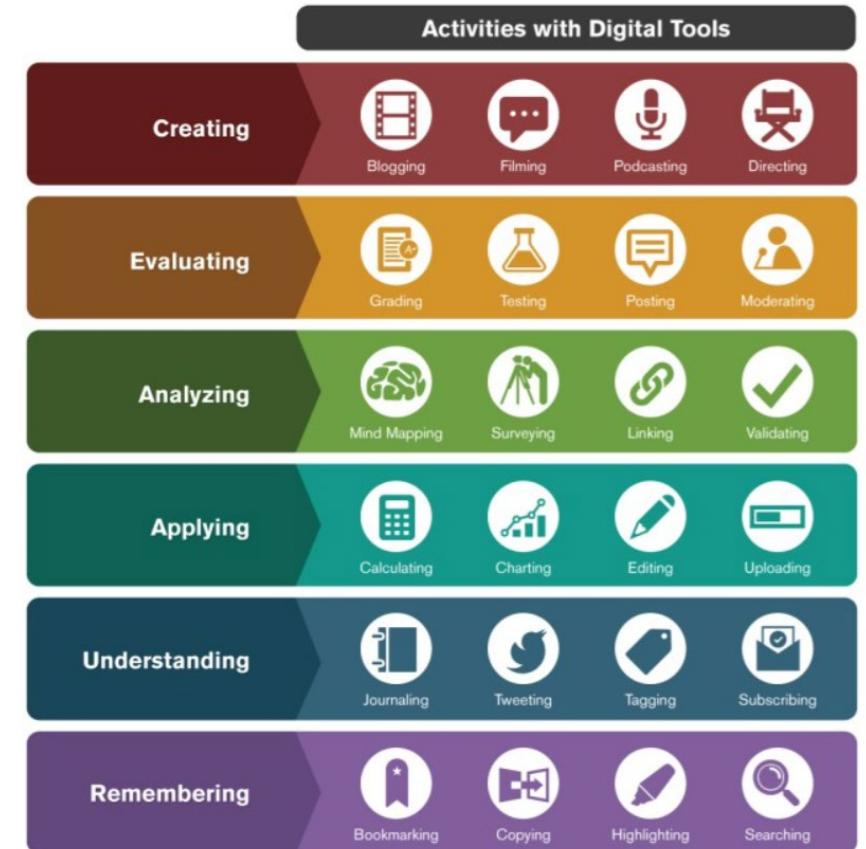 Activities with Digital Tools
Creating
Blogging Filming Podcasting Directing
Evaluating
A+
Grading Testing Posting Moderating
Analyzing
Mind Mapping Surveying Linking Validating
Applying
Calculating Charting Editing Uploading
Understanding
Journaling Tweeting Tagging Subscribing
Remembering
Bookmarking Copying Highlighting Searching